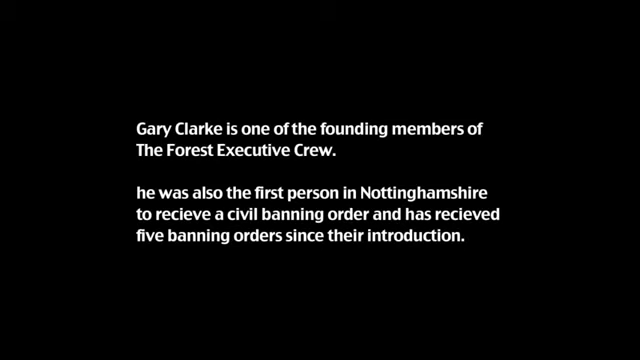 Gary Clarke is one of the founding members of
The Forest Executive Crew.
he was also the first person in Nottinghamshire
to recieve a civil banning order and has recieved
five banning orders since their introduction.